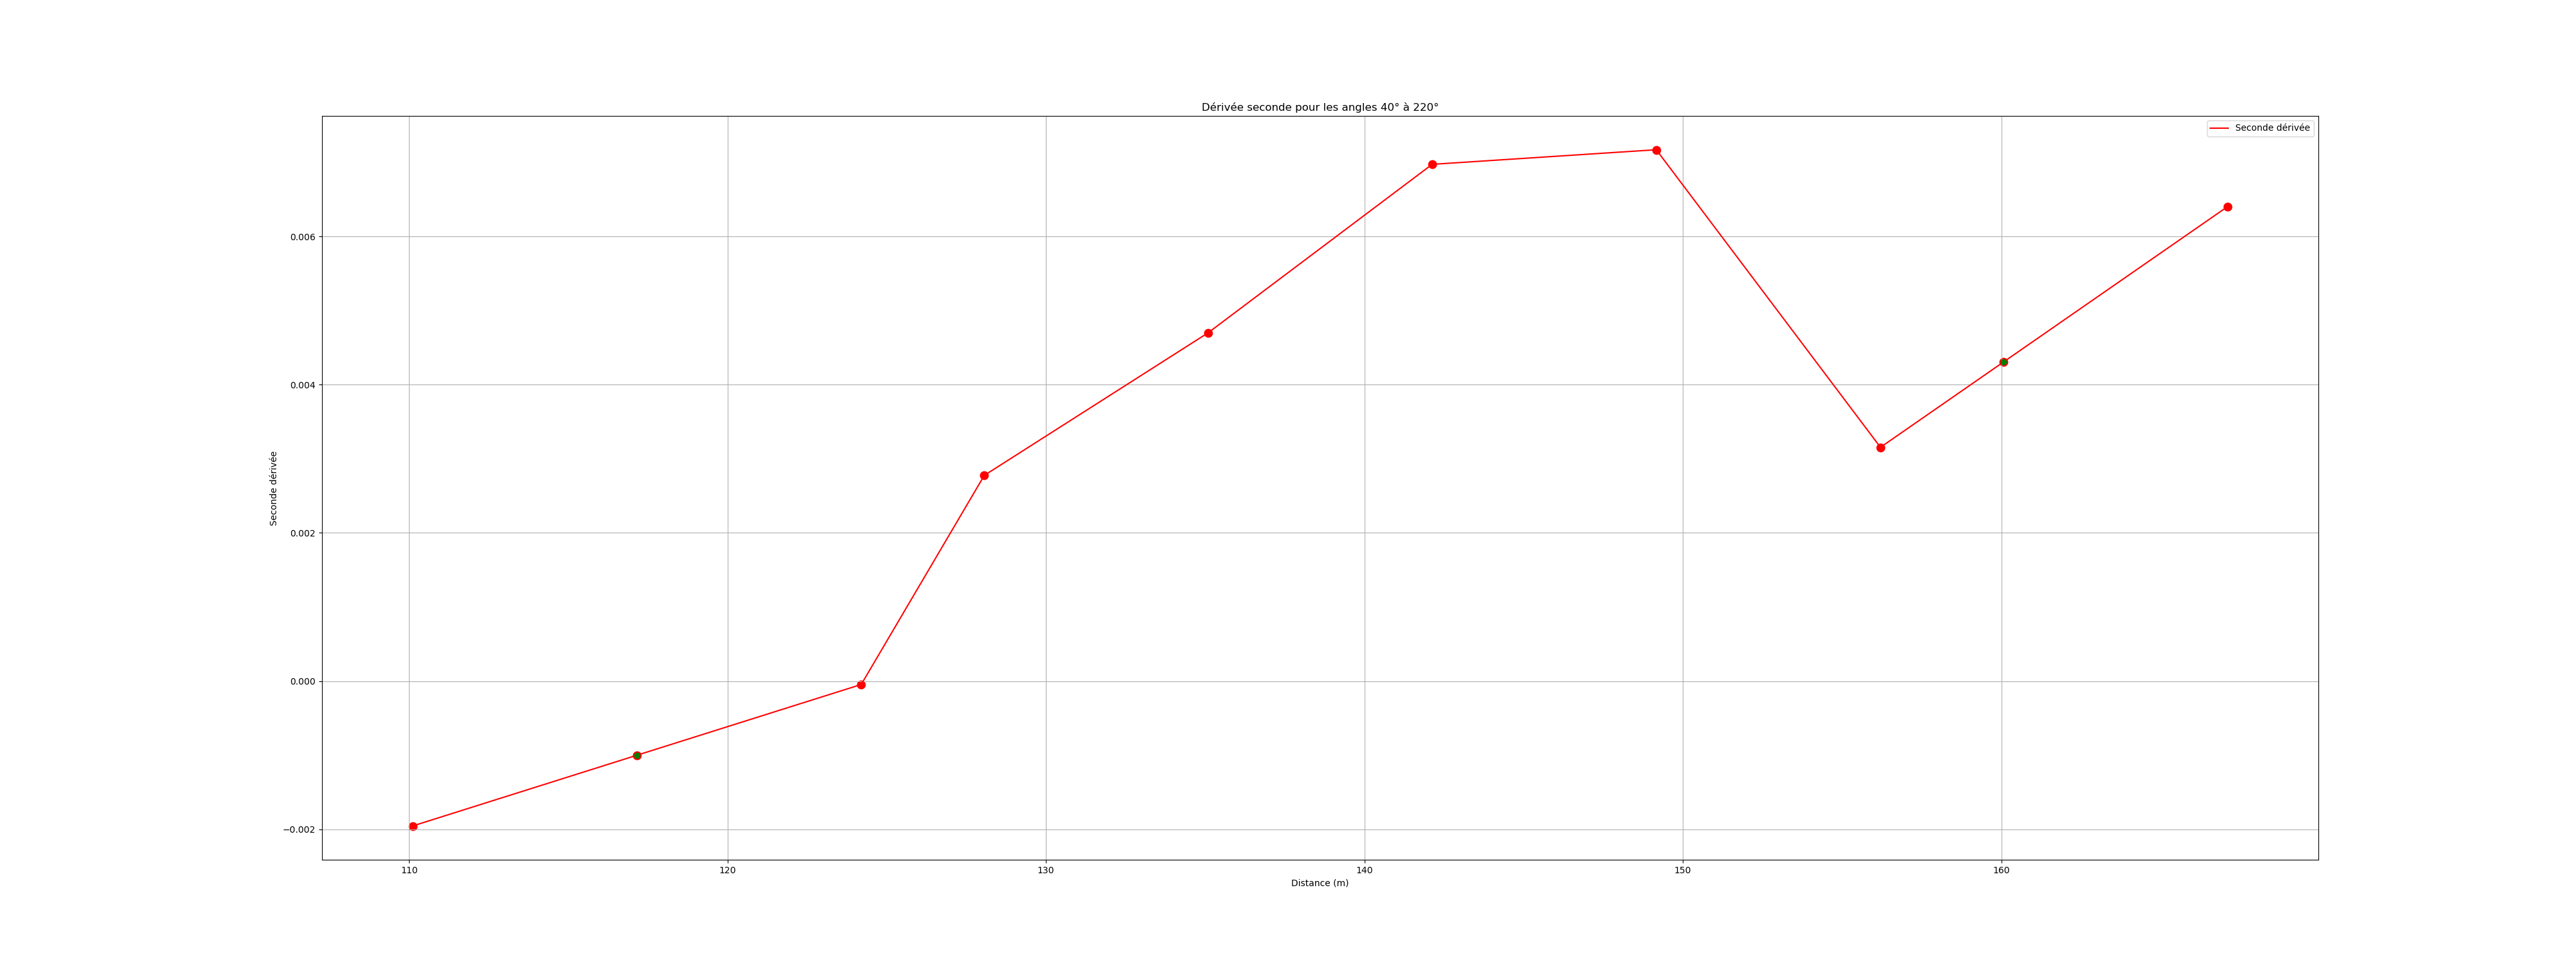 Dérivée seconde pour les angles 40° à 220°
Seconde dérivée
0.006
0.004
0.002
0.000
−0.002
Seconde dérivée
110 120 130 140 150 160
Distance (m)